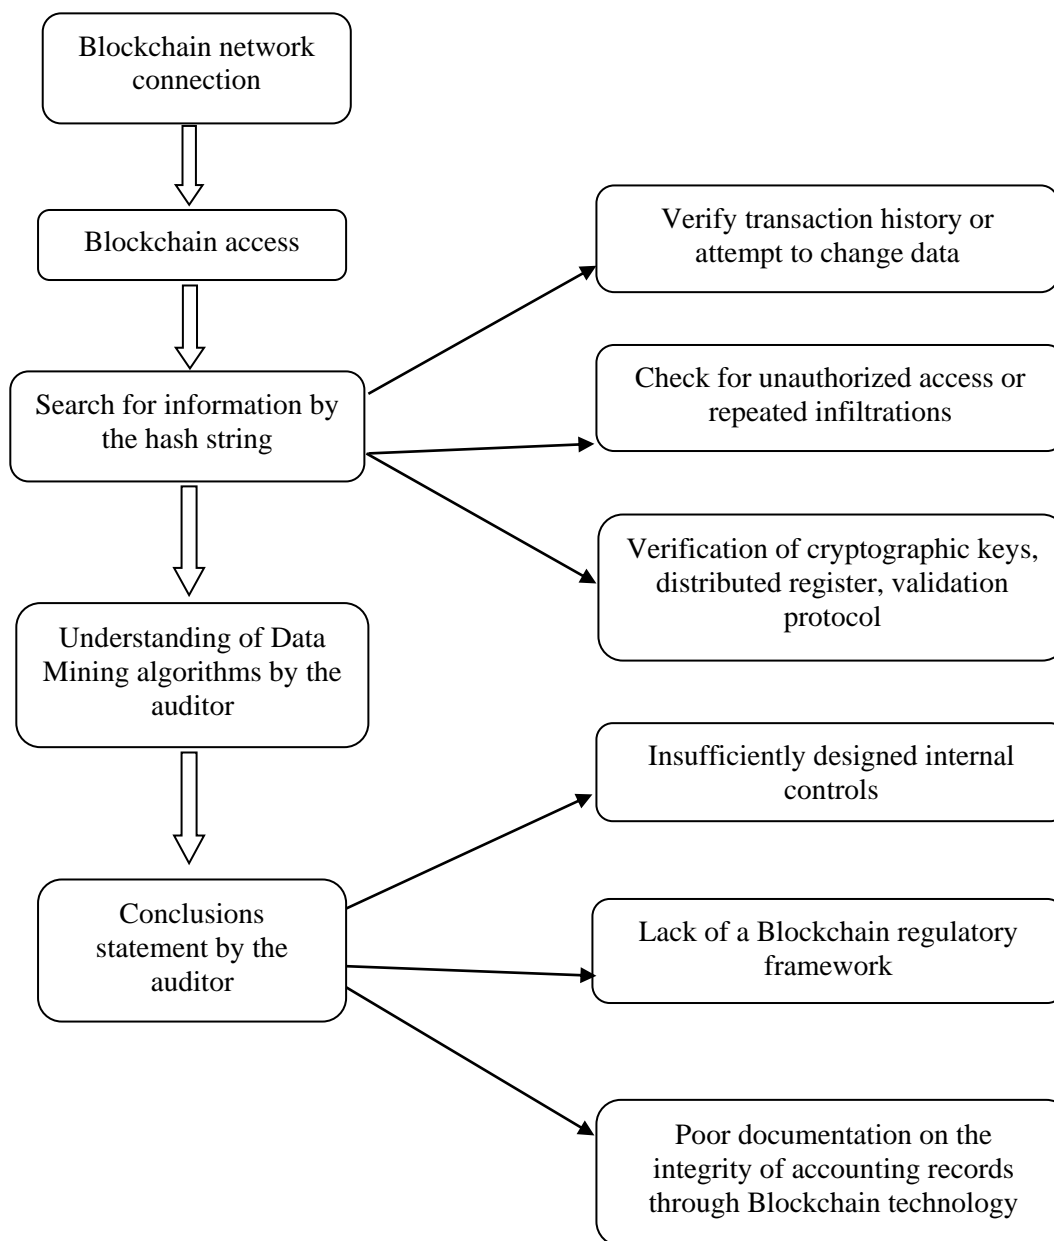 Blockchain network
connection
Blockchain access
Search for information by
the hash string
Verify transaction history or
attempt to change data
Check for unauthorized access or
repeated infiltrations
Verification of cryptographic keys,
distributed register, validation
protocol
Understanding of Data
Mining algorithms by the
auditor
Conclusions
statement by the
auditor
Insufficiently designed internal
controls
Lack of a Blockchain regulatory
framework
Poor documentation on the
integrity of accounting records
through Blockchain technology